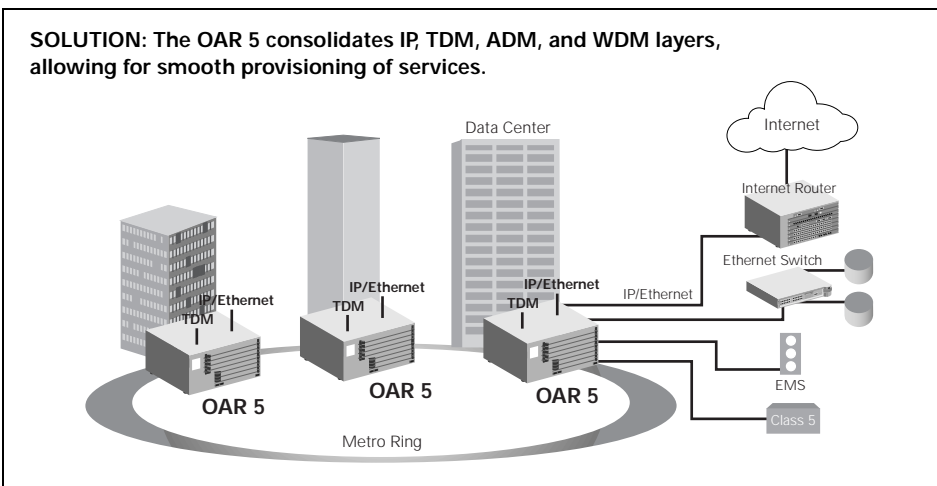 SOLUTION: The OAR 5 consolidates IP, TDM, ADM, and WDM layers,
allowing for smooth provisioning of services.
Data Center
Internet
Internet Router
Ethernet Switch
IP/Ethernet
TDM
IP/Ethernet
TDM
IP/Ethernet
TDM
IP/Ethernet
OAR 5
OAR 5
OAR 5
EMS
Class 5
Metro Ring